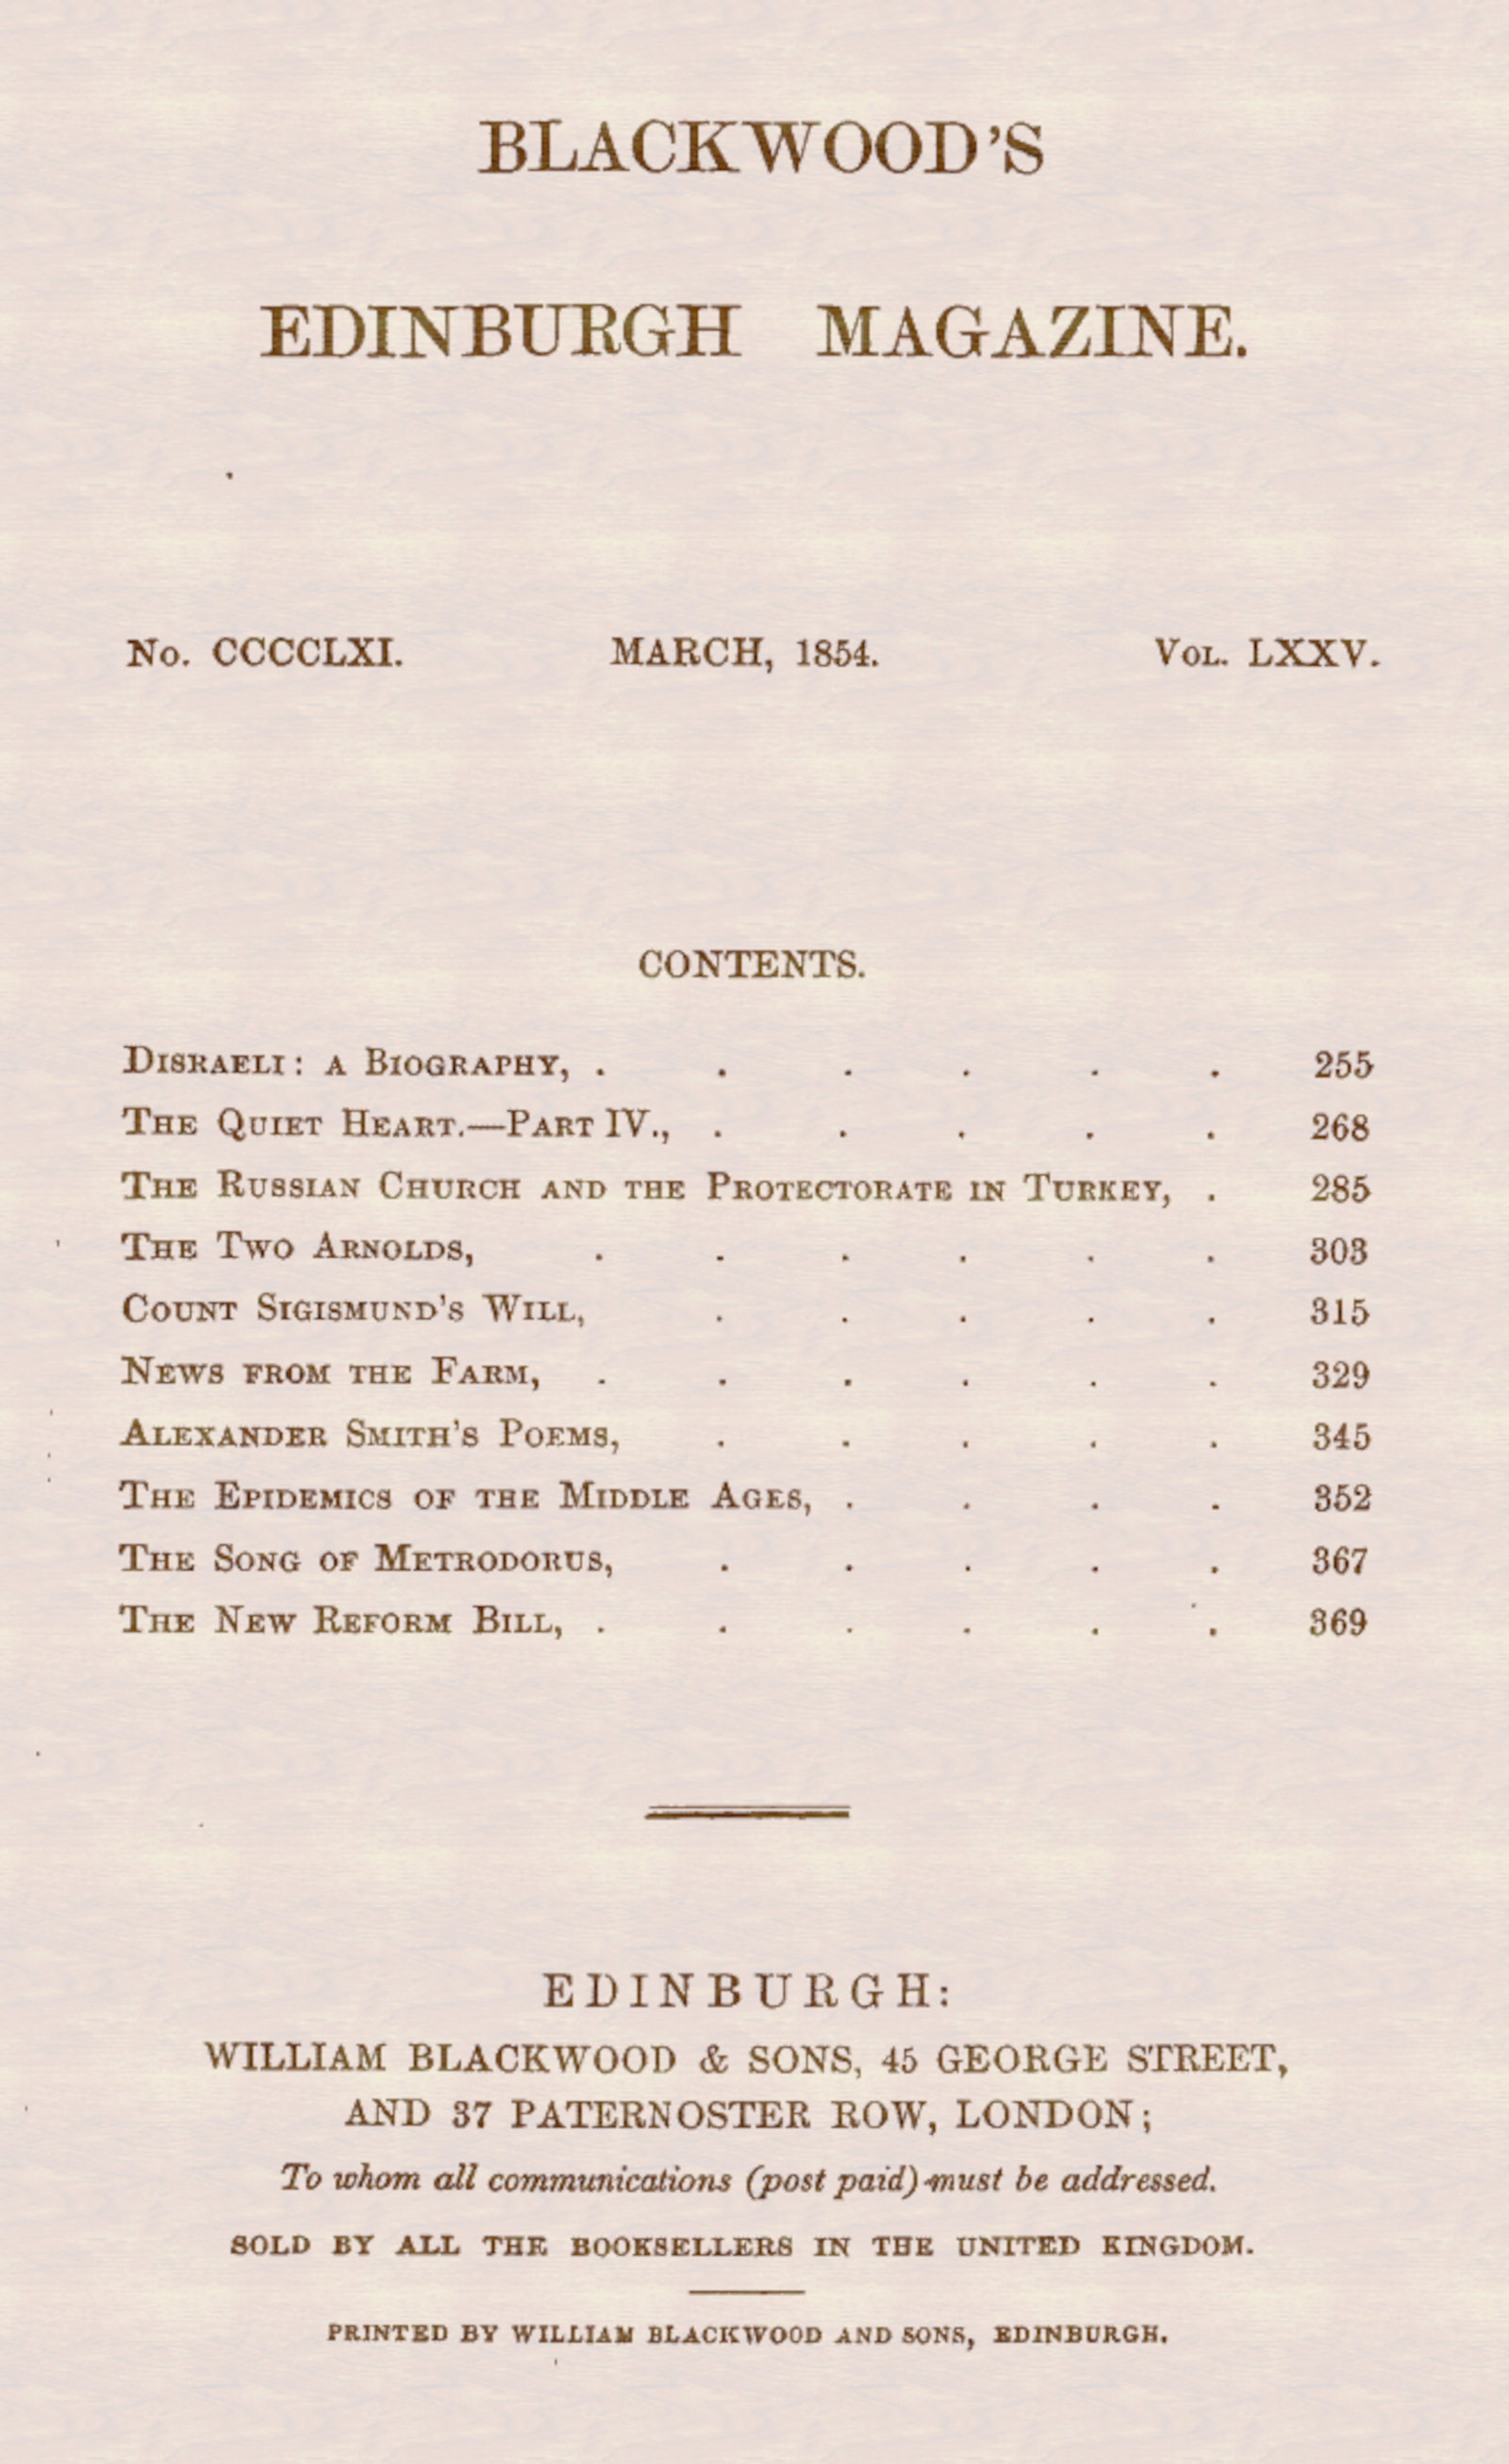 BLACKWOOD'S
EDINBURGH MAGAZINE.
No. CCCCLXI. MARCH, 1854. Vol. LXXV.
CONTENTS.
Disraeli: a Biography, . . . . . . 255
The Quiet Heart.—Part IV., . . . . . 268
The Russian Church and the Protectorate in Turkey, . 285
The Two Arnolds, . . . . . . 303
Count Sigismund's Will, . . . . . 315
News from the Farm, . . . . . . 329
Alexander Smith's Poems, . . . . . 345
The Epidemics of the Middle Ages, . . . . 352
The Song of Metrodorus, . . . . . 367
The New Reform Bill, . . . . . . 369
EDINBURGH:
WILLIAM BLACKWOOD & SONS, 45 GEORGE STREET,
AND 37 PATERNOSTER ROW, LONDON;
To whom all communications (post paid) must be addressed.
SOLD BY ALL THE BOOKSELLERS IN THE UNITED KINGDOM.
PRINTED BY WILLIAM BLACKWOOD AND SONS, EDINBURGH.